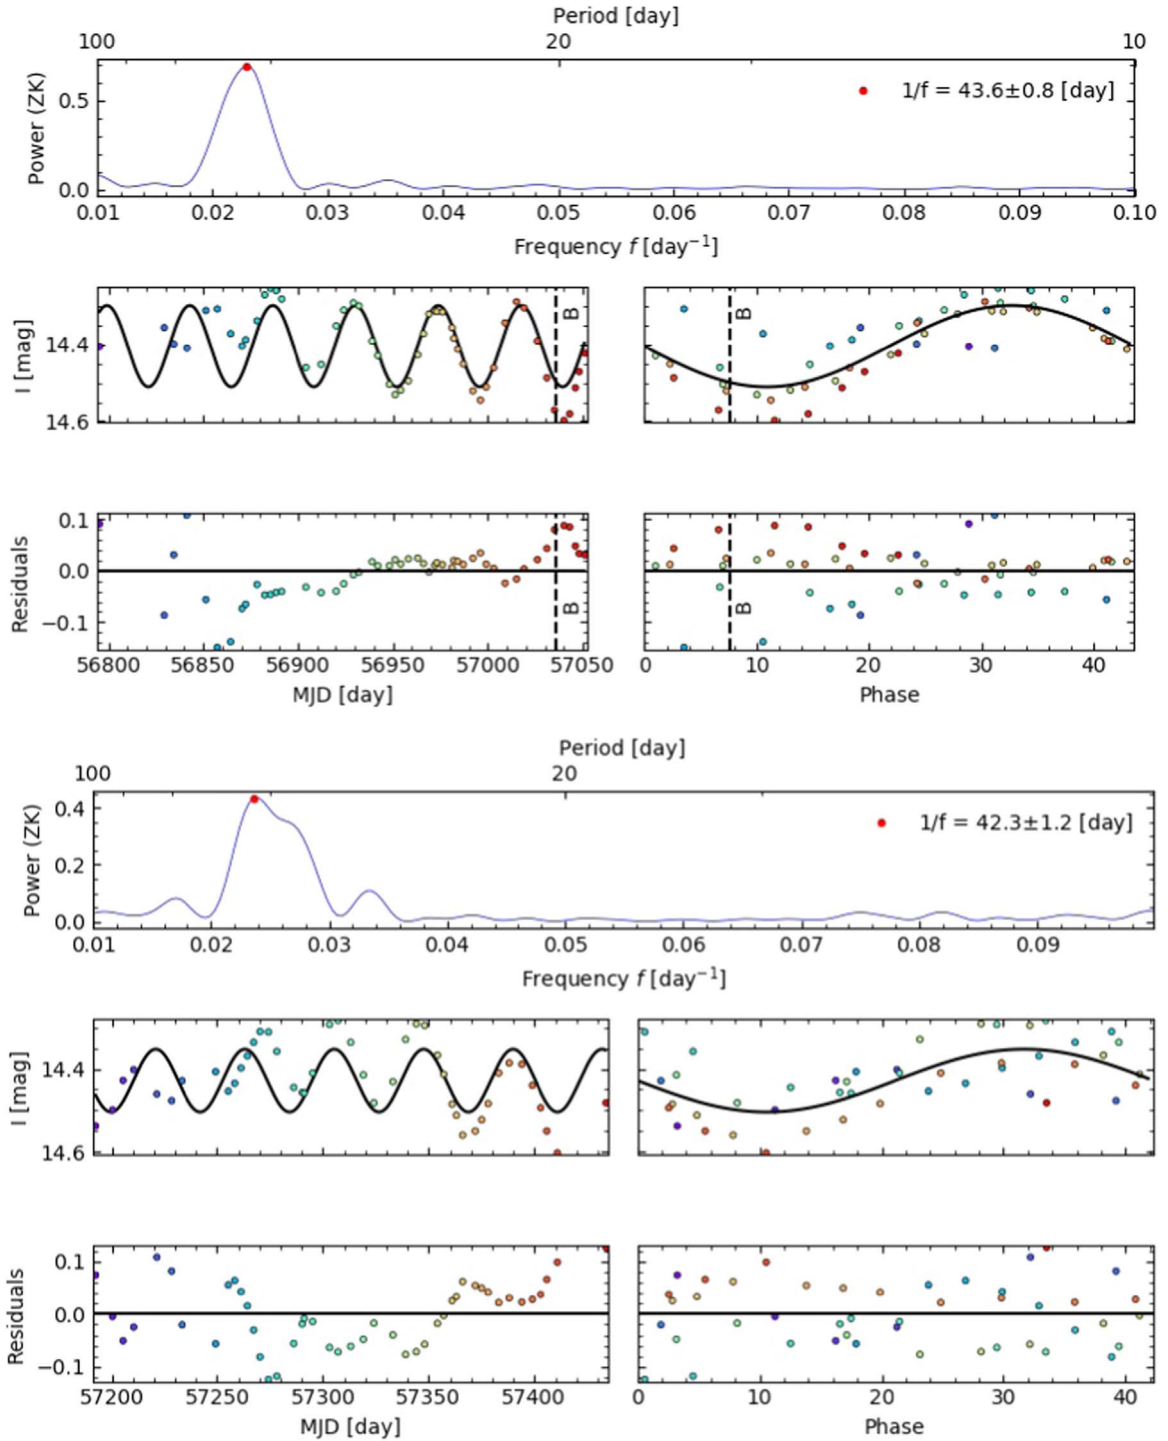 Period [day]
100 20 10
Power (ZK)
0.5
0.0
1/f = 43.6±0.8 [day]
0.01 0.02 0.03 0.04 0.05 0.06 0.07 0.08 0.09 0.10
Frequency f [day⁻¹]
I [mag]
14.4
14.6
B
B
Residuals
0.1
0.0
−0.1
B
B
56800 56850 56900 56950 57000 57050
0 10 20 30 40
MJD [day]
Phase
Period [day]
100 20
Power (ZK)
0.4
0.2
0.0
1/f = 42.3±1.2 [day]
0.01 0.02 0.03 0.04 0.05 0.06 0.07 0.08 0.09
Frequency f [day⁻¹]
I [mag]
14.4
14.6
Residuals
0.1
0.0
−0.1
57200 57250 57300 57350 57400
0 10 20 30 40
MJD [day]
Phase